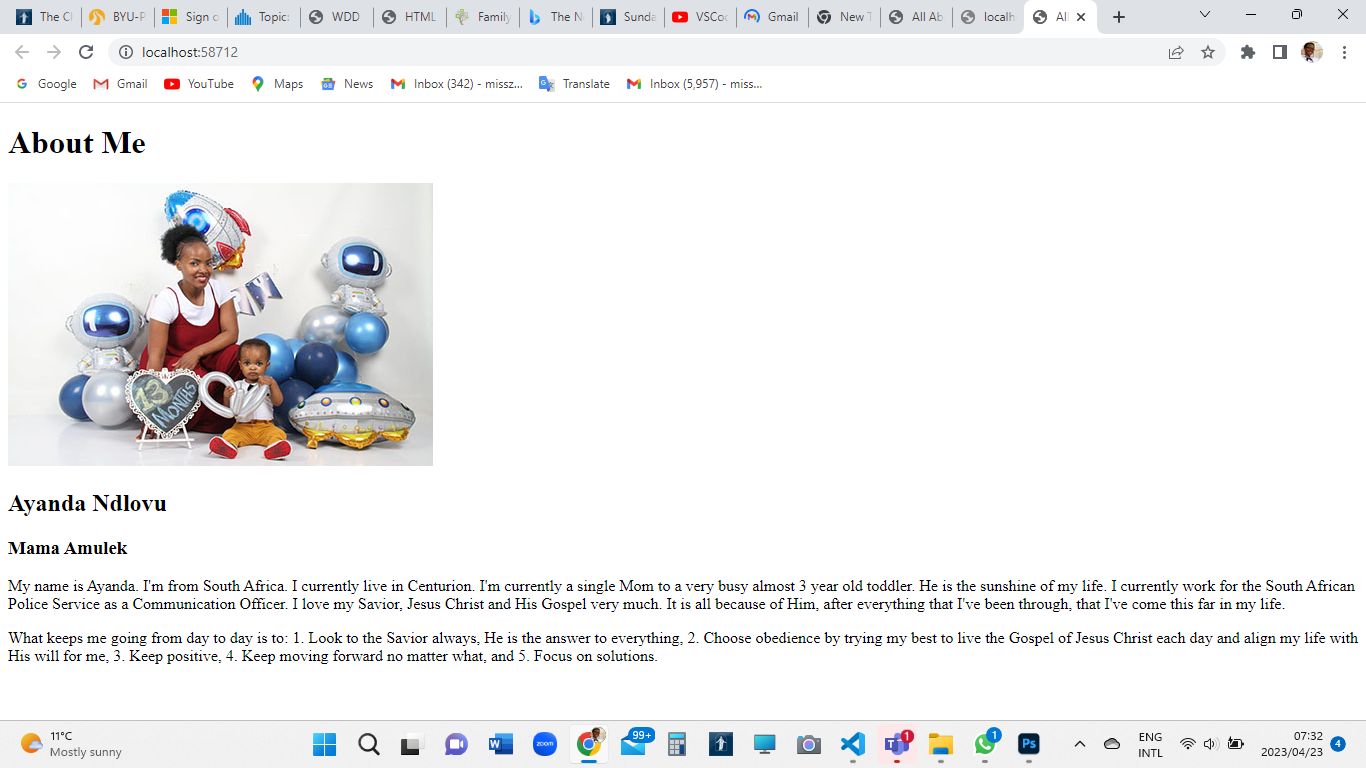 The Cl
BYU-P
Sign o
Topic:
WDD
HTML
Family
The N
Sunda
VSCod
Gmail
New T
All Ab
localh
All
localhost:58712
Google
Gmail
YouTube
Maps
News
Inbox (342) - missz...
Translate
Inbox (5,957) - miss...
About Me
13
MONTHS
Ayanda Ndlovu
Mama Amulek
My name is Ayanda. I'm from South Africa. I currently live in Centurion. I'm currently a single Mom to a very busy almost 3 year old toddler. He is the sunshine of my life. I currently work for the South African
Police Service as a Communication Officer. I love my Savior, Jesus Christ and His Gospel very much. It is all because of Him, after everything that I've been through, that I've come this far in my life.
What keeps me going from day to day is to: 1. Look to the Savior always, He is the answer to everything, 2. Choose obedience by trying my best to live the Gospel of Jesus Christ each day and align my life with
His will for me, 3. Keep positive, 4. Keep moving forward no matter what, and 5. Focus on solutions.
11°C
Mostly sunny
zoom
99+
1
1
Ps
ENG
INTL
07:32
2023/04/23
4